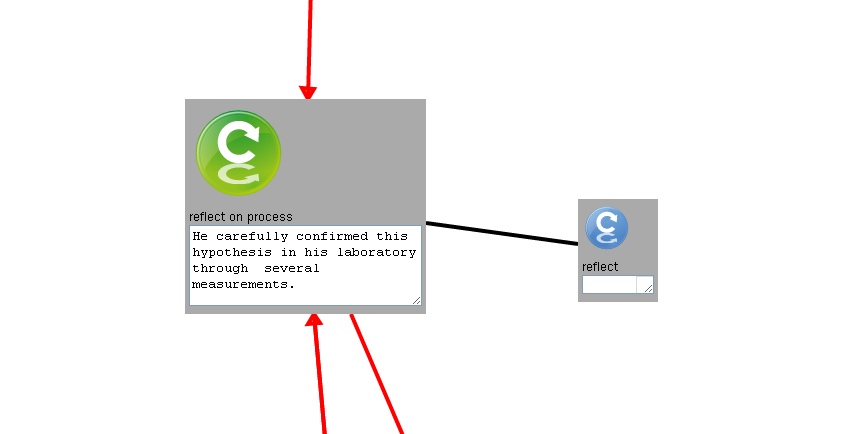 reflect on process
He carefully confirmed this
hypothesis in his laboratory
through  several
measurements.
reflect